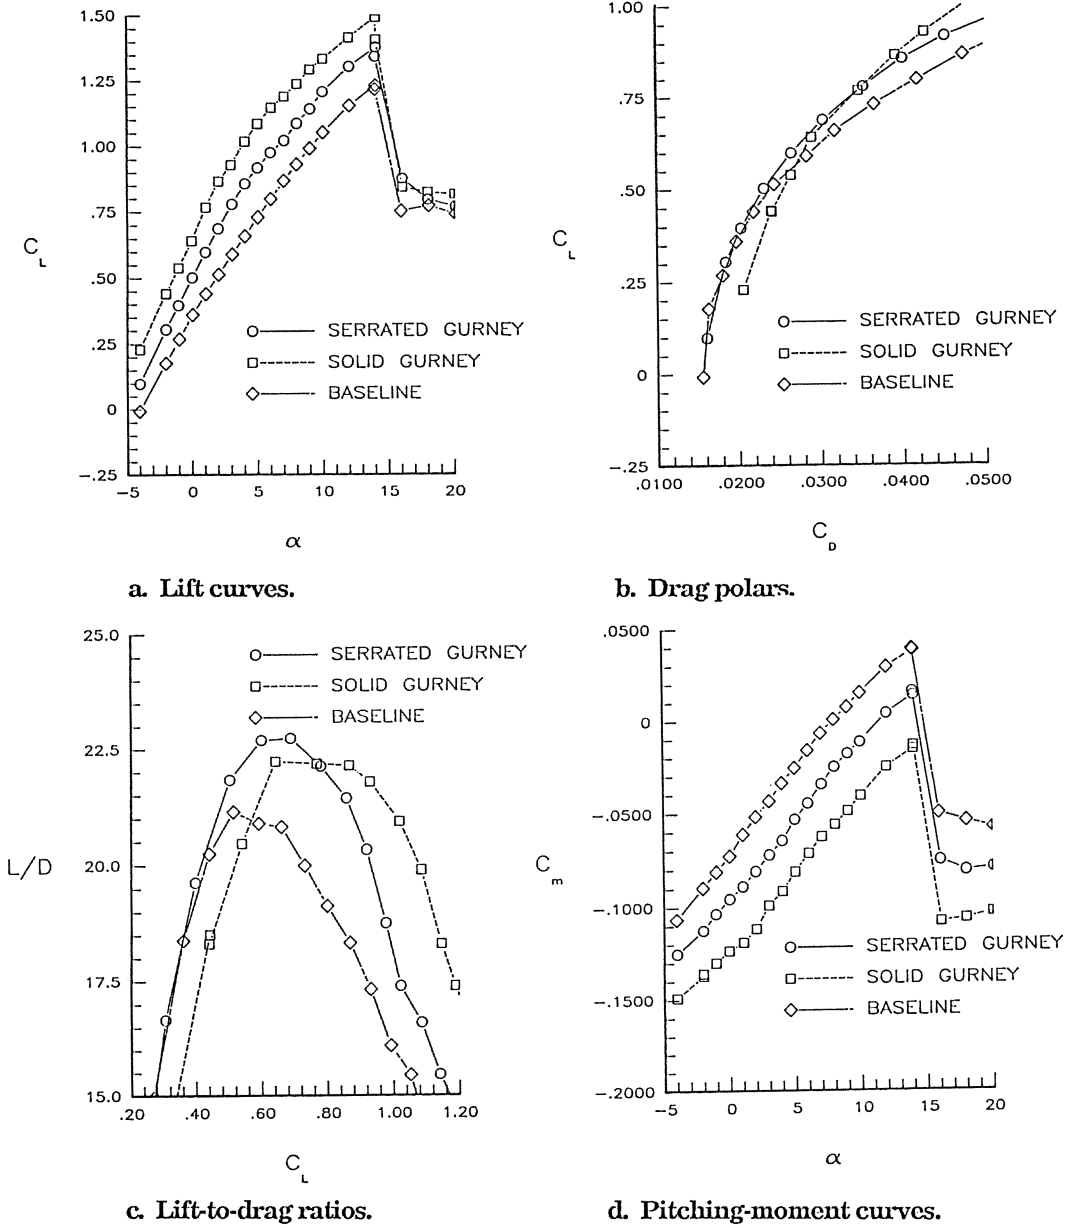 1.50
1.25
1.00
.75
.50
.25
0
-.25
C L
-5 0 5 10 15 20
α
SERRATED GURNEY
SOLID GURNEY
BASELINE
a. Lift curves.
1.00
.75
.50
.25
0
-.25
C L
.0100 .0200 .0300 .0400 .0500
C D
SERRATED GURNEY
SOLID GURNEY
BASELINE
b. Drag polars.
25.0
22.5
20.0
17.5
15.0
L/D
.20 .40 .60 .80 1.00 1.20
C L
SERRATED GURNEY
SOLID GURNEY
BASELINE
c. Lift-to-drag ratios.
.0500
0
-.0500
-.1000
-.1500
-.2000
C m
-5 0 5 10 15 20
α
SERRATED GURNEY
SOLID GURNEY
BASELINE
d. Pitching-moment curves.